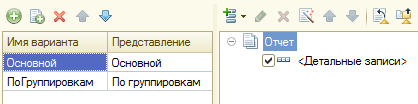 Имя варианта Представление
Основной Основной
ПоГруппировкам По группировкам
Отчет
<Детальные записи>